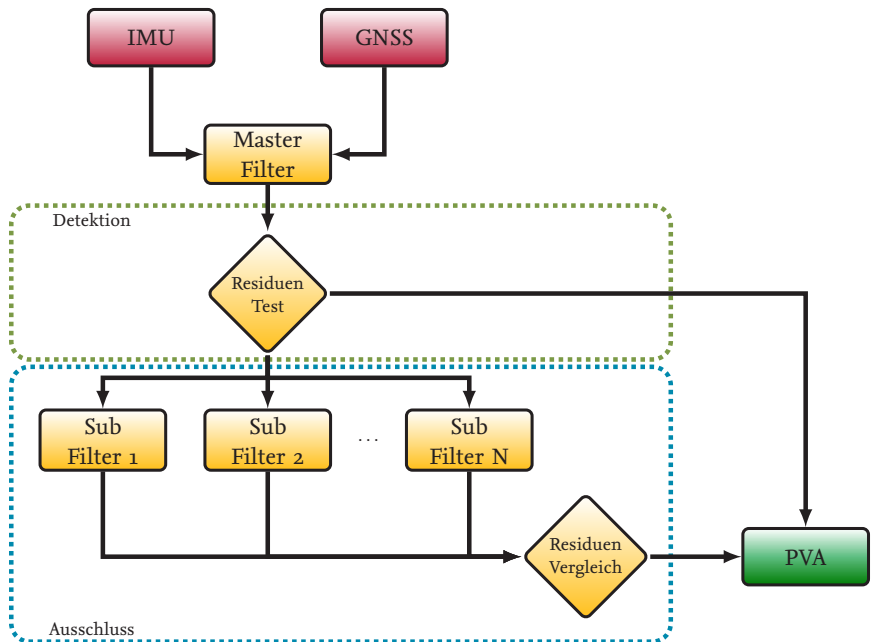 IMU
GNSS
Master
Filter
Detektion
Residuen
Test
Sub
Filter 1
Sub
Filter 2
...
Sub
Filter N
Residuen
Vergleich
PVA
Ausschluss